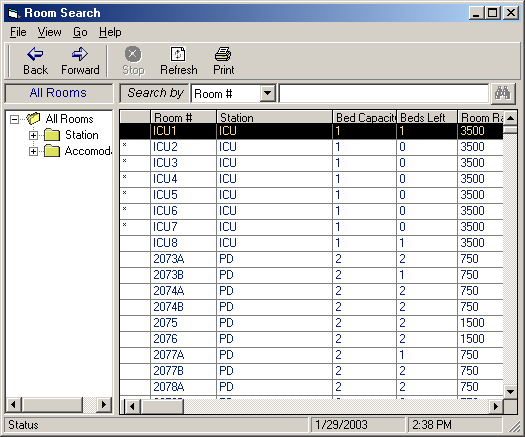 Room Search
File View Go Help
Back Forward Stop Refresh Print
All Rooms Search by Room #
All Rooms
Station
Accomod
Room # Station Bed Capacity Beds Left Room Ra
ICU1 ICU 1 1 3500
* ICU2 ICU 1 0 3500
* ICU3 ICU 1 0 3500
* ICU4 ICU 1 0 3500
* ICU5 ICU 1 0 3500
* ICU6 ICU 1 0 3500
* ICU7 ICU 1 0 3500
ICU8 ICU 1 1 3500
2073A PD 2 2 750
2073B PD 2 1 750
2074A PD 2 2 750
2074B PD 2 2 750
2075 PD 2 2 1500
2076 PD 2 2 1500
2077A PD 2 1 750
2077B PD 2 2 750
2078A PD 2 2 750
Status 1/29/2003 2:38 PM